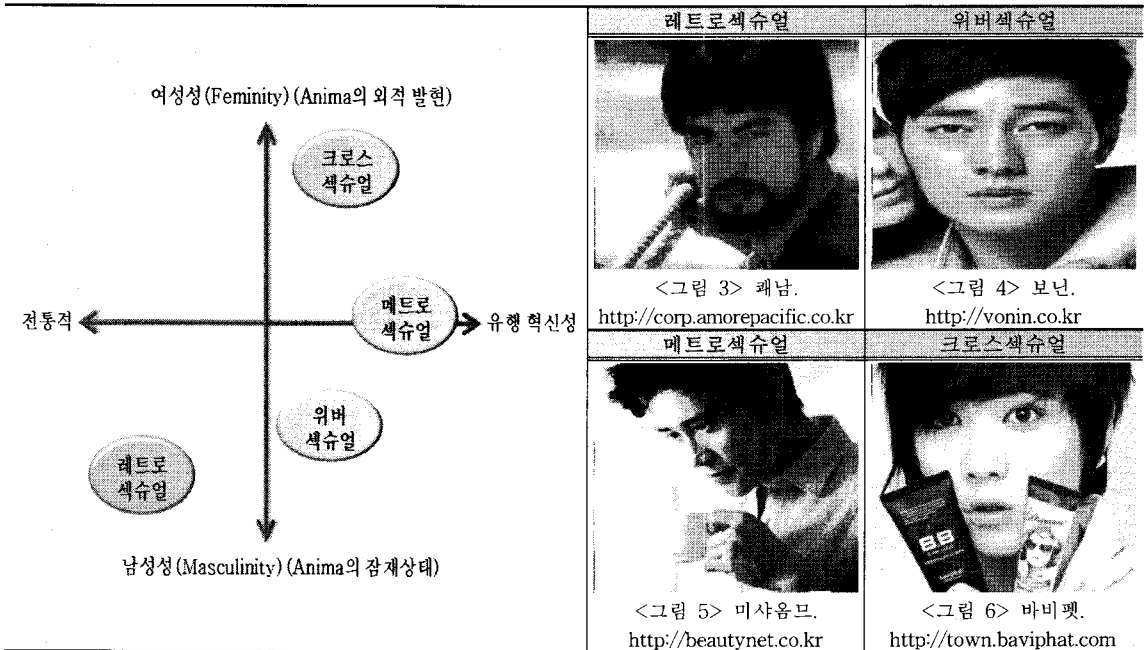 여성성(Feminity)(Anima의 외적 발현)
크로스
섹슈얼
전통적
메트로
섹슈얼
유행 혁신성
위버
섹슈얼
레트로
섹슈얼
남성성(Masculinity)(Anima의 잠재상태)
레트로섹슈얼
위버섹슈얼
<그림 3> 쾌남.
http://corp.amorepacific.co.kr
<그림 4> 보닌.
http://vonin.co.kr
메트로섹슈얼
크로스섹슈얼
BB
<그림 5> 미샤옴므.
http://beautynet.co.kr
<그림 6> 바비펫.
http://town.baviphat.com